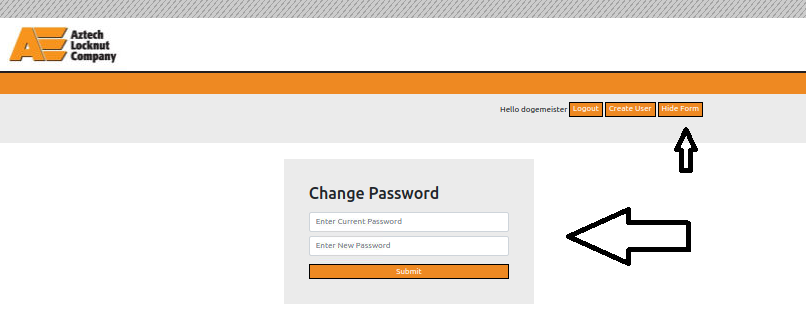 Aztech
Locknut
Company
Hello dogemeister Logout Create User Hide Form
Change Password
Enter Current Password
Enter New Password
Submit